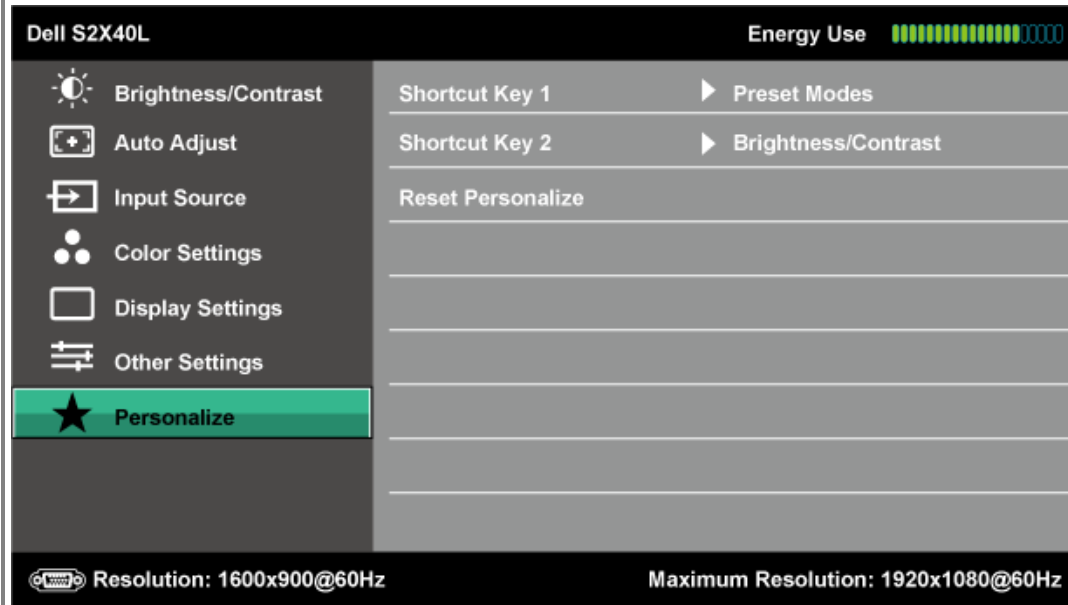 Dell S2X40L Energy Use
Brightness/Contrast Shortcut Key 1 Preset Modes
Auto Adjust Shortcut Key 2 Brightness/Contrast
Input Source Reset Personalize
Color Settings
Display Settings
Other Settings
Personalize
Resolution: 1600x900@60Hz Maximum Resolution: 1920x1080@60Hz